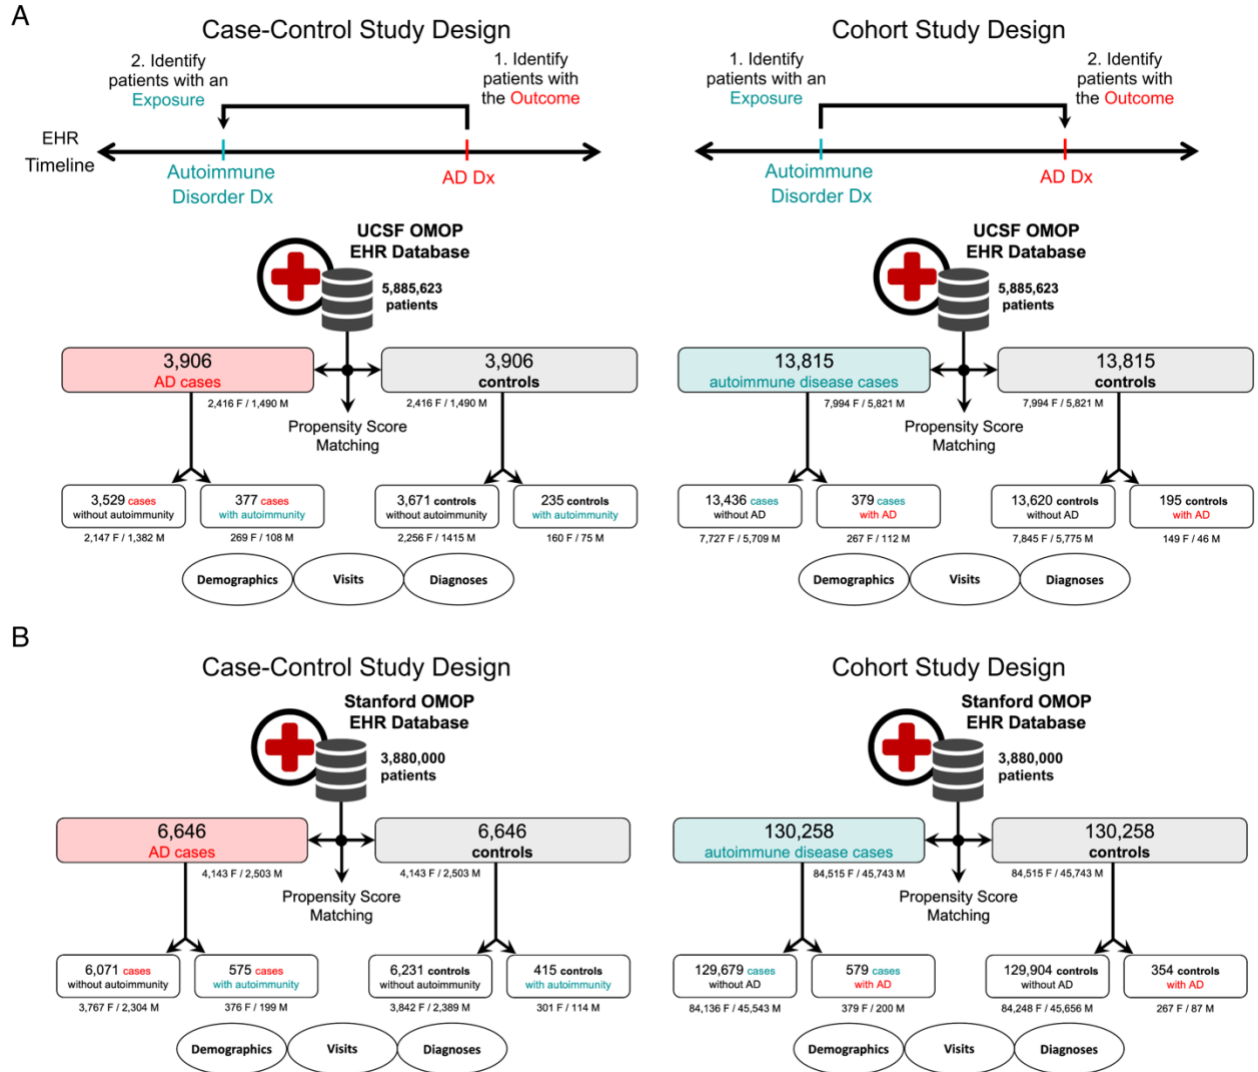 A
Case-Control Study Design
2. Identify
patients with an
Exposure
1. Identify
patients with
the Outcome
EHR
Timeline
Autoimmune
Disorder Dx
AD Dx
UCSF OMOP
EHR Database
5,885,623
patients
3,906
AD cases
2,416 F / 1,490 M
3,906
controls
2,416 F / 1,490 M
Propensity Score
Matching
3,529 cases
without autoimmunity
2,147 F / 1,382 M
377 cases
with autoimmunity
269 F / 108 M
3,671 controls
without autoimmunity
2,256 F / 1415 M
235 controls
with autoimmunity
160 F / 75 M
Demographics
Visits
Diagnoses
Cohort Study Design
1. Identify
patients with an
Exposure
2. Identify
patients with
the Outcome
Autoimmune
Disorder Dx
AD Dx
UCSF OMOP
EHR Database
5,885,623
patients
13,815
autoimmune disease cases
7,994 F / 5,821 M
13,815
controls
7,994 F / 5,821 M
Propensity Score
Matching
13,436 cases
without AD
7,727 F / 5,709 M
379 cases
with AD
267 F / 112 M
13,620 controls
without AD
7,845 F / 5,775 M
195 controls
with AD
149 F / 46 M
Demographics
Visits
Diagnoses
B
Case-Control Study Design
Stanford OMOP
EHR Database
3,880,000
patients
6,646
AD cases
4,143 F / 2,503 M
6,646
controls
4,143 F / 2,503 M
Propensity Score
Matching
6,071 cases
without autoimmunity
3,767 F / 2,304 M
575 cases
with autoimmunity
376 F / 199 M
6,231 controls
without autoimmunity
3,842 F / 2,389 M
415 controls
with autoimmunity
301 F / 114 M
Demographics
Visits
Diagnoses
Cohort Study Design
Stanford OMOP
EHR Database
3,880,000
patients
130,258
autoimmune disease cases
84,515 F / 45,743 M
130,258
controls
84,515 F / 45,743 M
Propensity Score
Matching
129,679 cases
without AD
84,136 F / 45,543 M
579 cases
with AD
379 F / 200 M
129,904 controls
without AD
84,248 F / 45,656 M
354 controls
with AD
267 F / 87 M
Demographics
Visits
Diagnoses